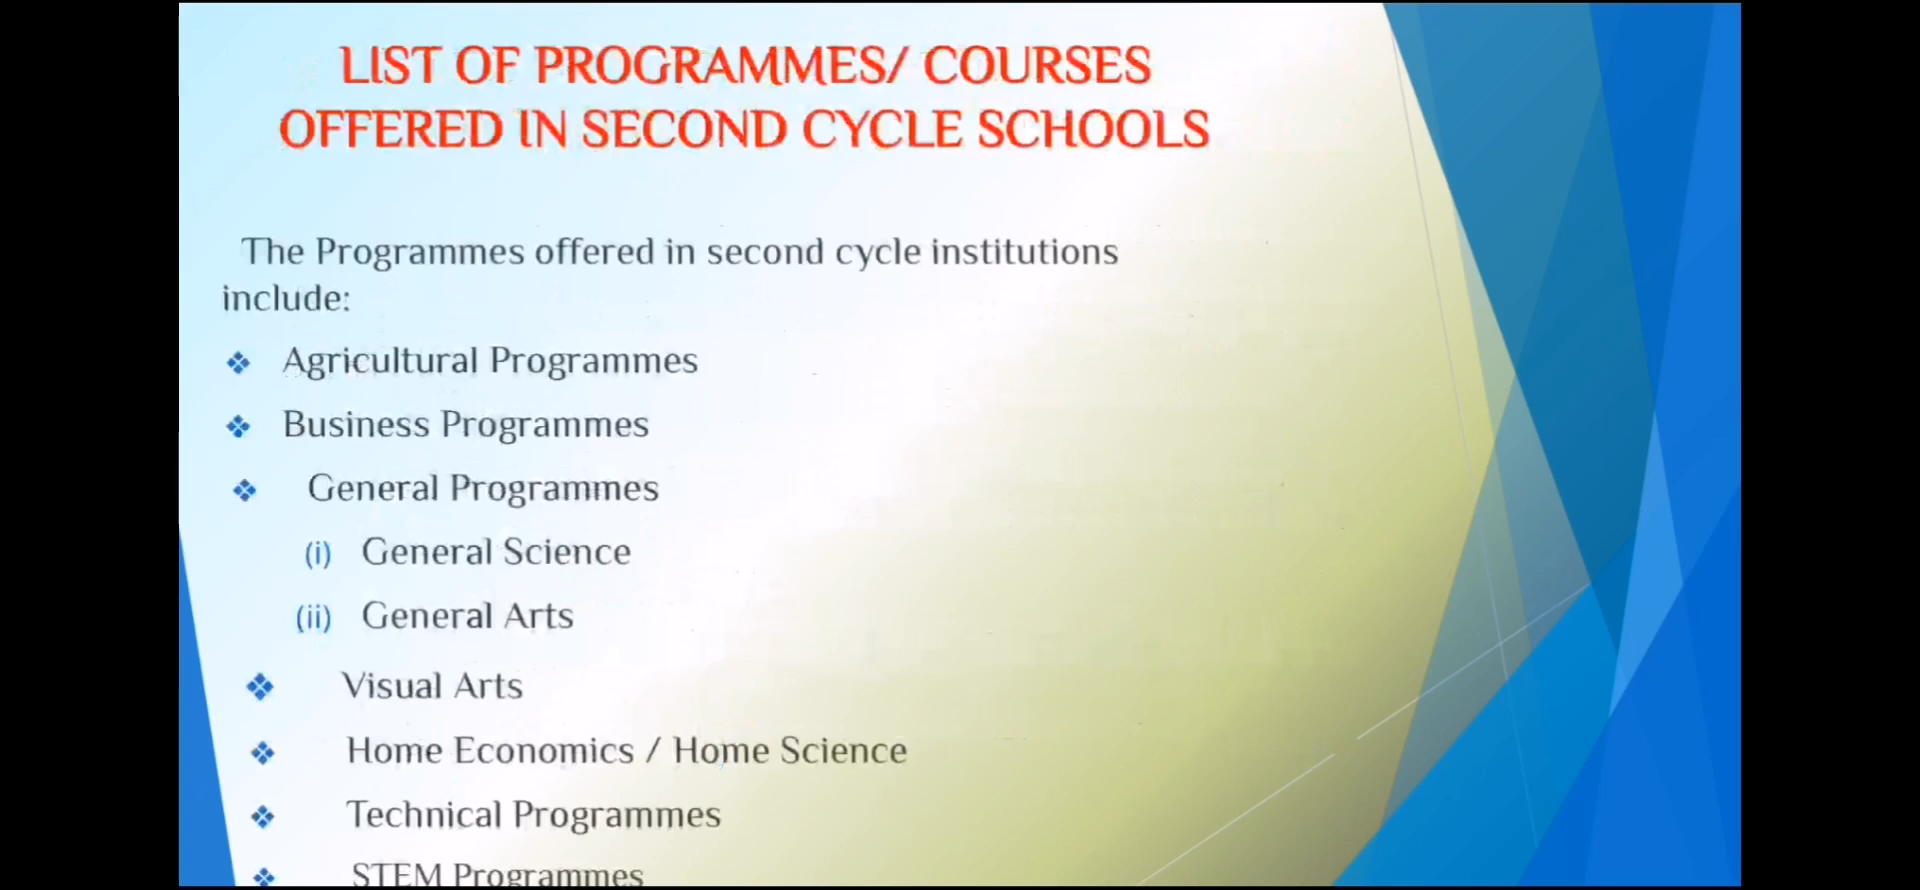 LIST OF PROGRAMMES/ COURSES
OFFERED IN SECOND CYCLE SCHOOLS
The Programmes offered in second cycle institutions
include:
❖ Agricultural Programmes
❖ Business Programmes
❖ General Programmes
(i) General Science
(ii) General Arts
❖ Visual Arts
❖ Home Economics / Home Science
❖ Technical Programmes
❖ STEM Programmes